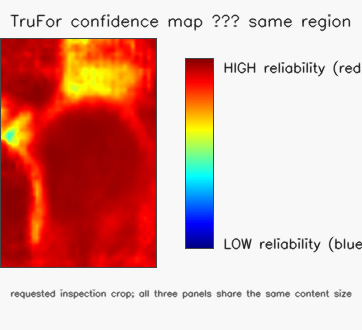 TruFor confidence map ??? same region
HIGH reliability (red
LOW reliability (blue
requested inspection crop; all three panels share the same content size